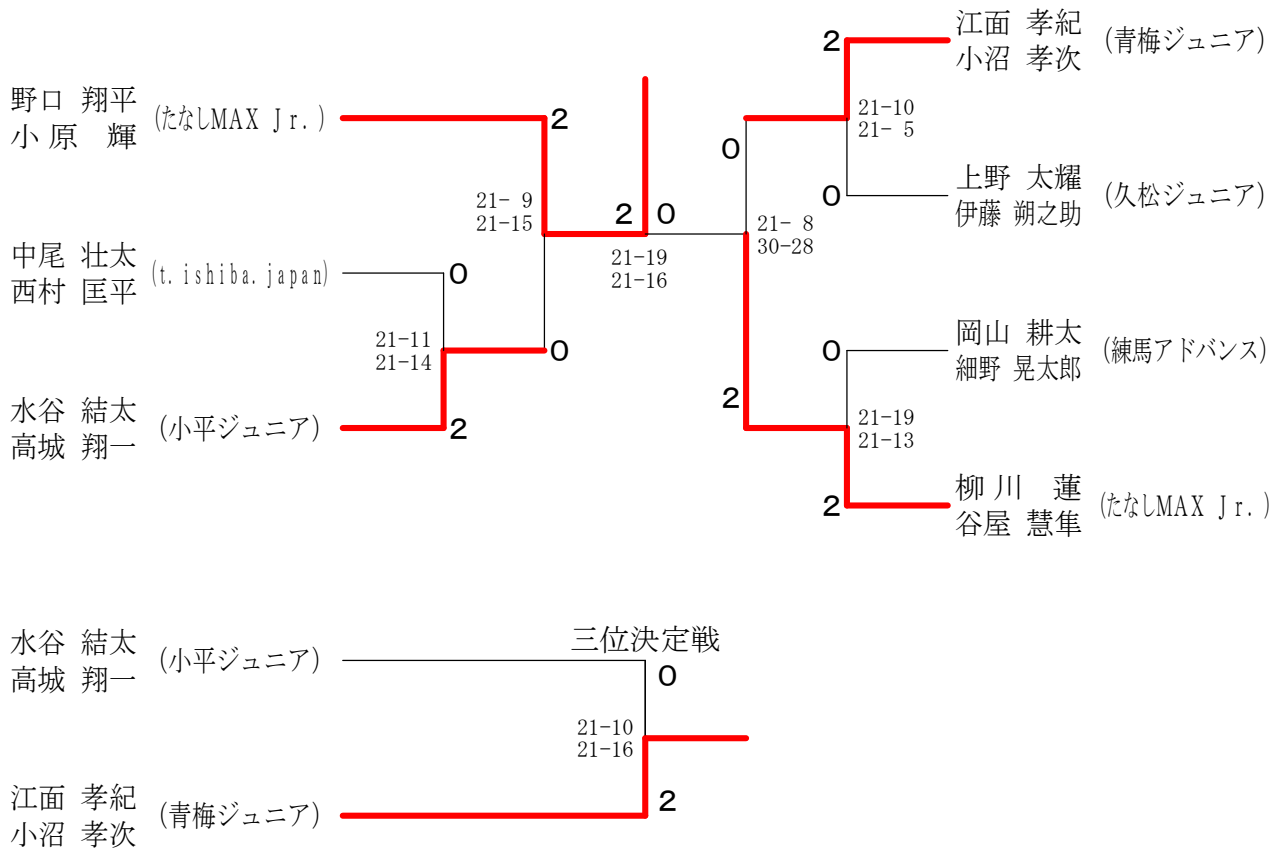 野口 翔平
小原 輝
(たなしMAX Jr.)
2
21- 9
21-15
中尾 壮太
西村 匡平
(t.ishiba.japan)
0
21-11
21-14
0
水谷 結太
高城 翔一
(小平ジュニア)
2
2 0
21-19
21-16
江面 孝紀
小沼 孝次
(青梅ジュニア)
2
21-10
21- 5
0
上野 太耀
伊藤 朔之助
(久松ジュニア)
0
21- 8
30-28
岡山 耕太
細野 晃太郎
(練馬アドバンス)
0
2
21-19
21-13
柳川 蓮
谷屋 慧隼
(たなしMAX Jr.)
2
三位決定戦
水谷 結太
高城 翔一
(小平ジュニア)
0
21-10
21-16
江面 孝紀
小沼 孝次
(青梅ジュニア)
2